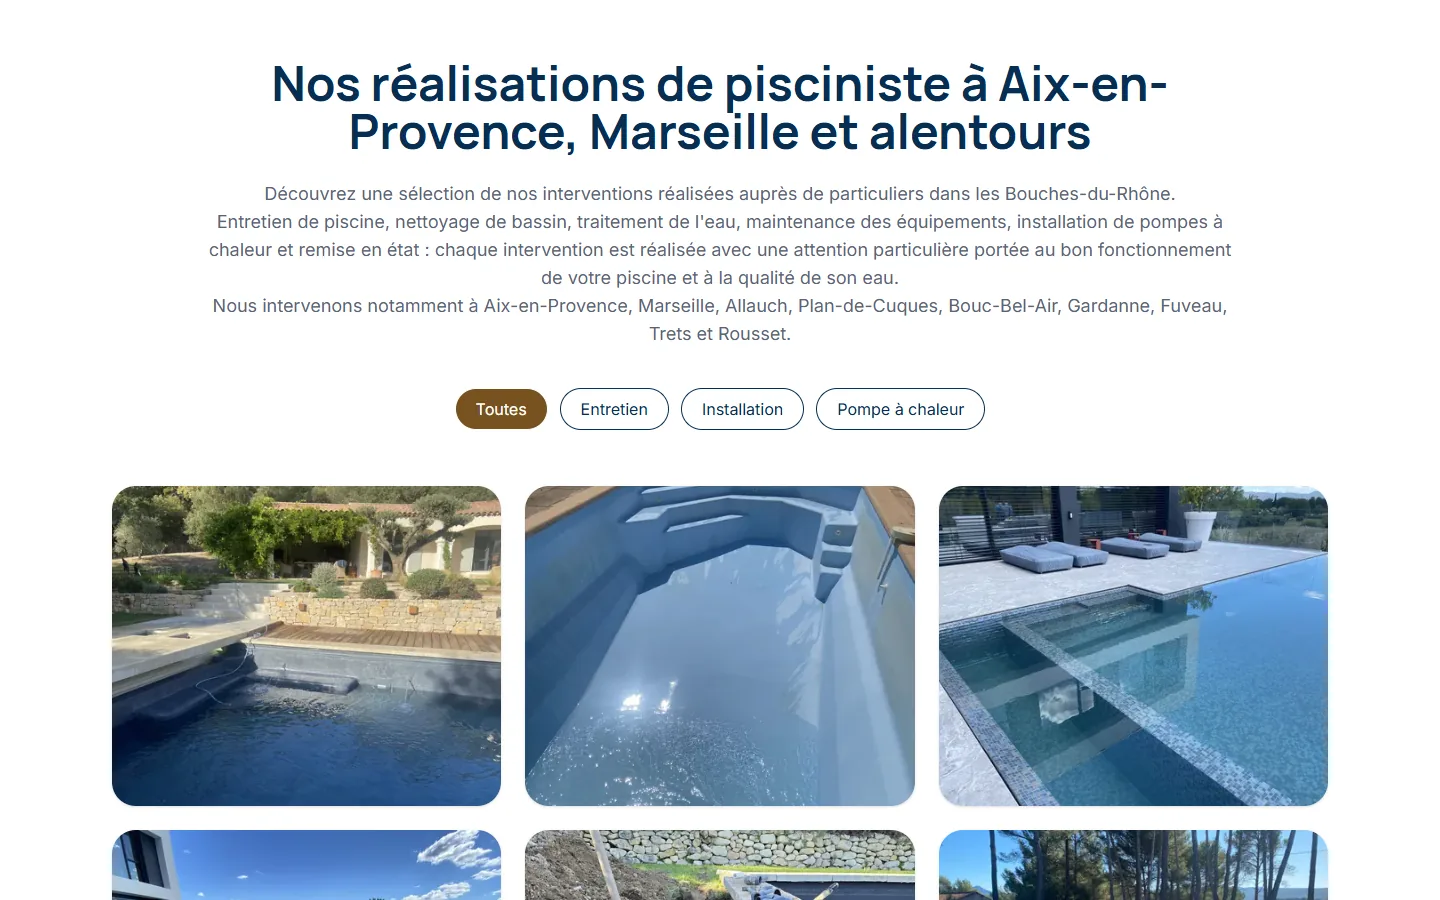 Nos réalisations de pisciniste à Aix-en-
Provence, Marseille et alentours
Découvrez une sélection de nos interventions réalisées auprès de particuliers dans les Bouches-du-Rhône.
Entretien de piscine, nettoyage de bassin, traitement de l'eau, maintenance des équipements, installation de pompes à
chaleur et remise en état : chaque intervention est réalisée avec une attention particulière portée au bon fonctionnement
de votre piscine et à la qualité de son eau.
Nous intervenons notamment à Aix-en-Provence, Marseille, Allauch, Plan-de-Cuques, Bouc-Bel-Air, Gardanne, Fuveau,
Trets et Rousset.
Toutes
Entretien
Installation
Pompe à chaleur